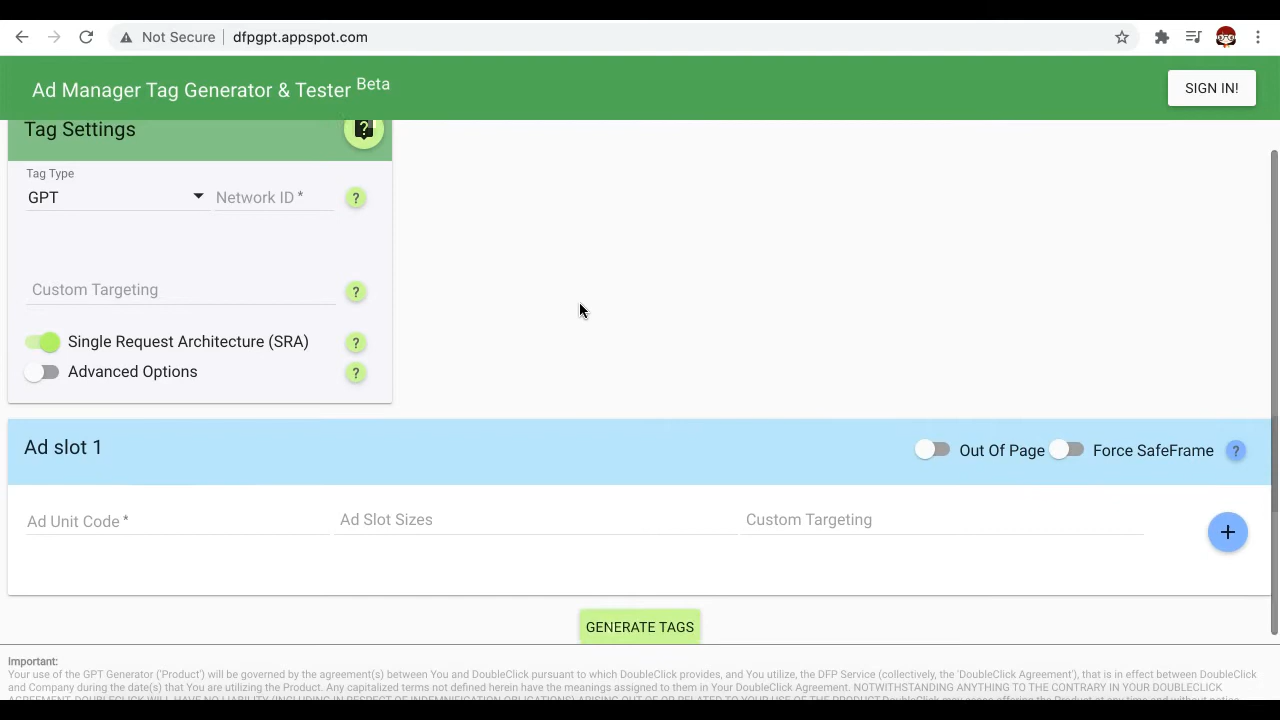 Not Secure dfpgpt.appspot.com
Ad Manager Tag Generator & Tester Beta
SIGN IN!
Tag Settings
?
Tag Type
GPT
Network ID *
?
Custom Targeting
?
Single Request Architecture (SRA)
?
Advanced Options
?
Ad slot 1
Out Of Page
Force SafeFrame
?
Ad Unit Code *
Ad Slot Sizes
Custom Targeting
+
GENERATE TAGS
Important:
Your use of the GPT Generator ('Product') will be governed by the agreement(s) between You and DoubleClick pursuant to which DoubleClick provides, and You utilize, the DFP Service (collectively, the 'DoubleClick Agreement'), that is in effect between DoubleClick
and Company during the date(s) that You are utilizing the Product. Any capitalized terms not defined herein have the meanings assigned to them in Your DoubleClick Agreement. NOTWITHSTANDING ANYTHING TO THE CONTRARY IN YOUR DOUBLECLICK